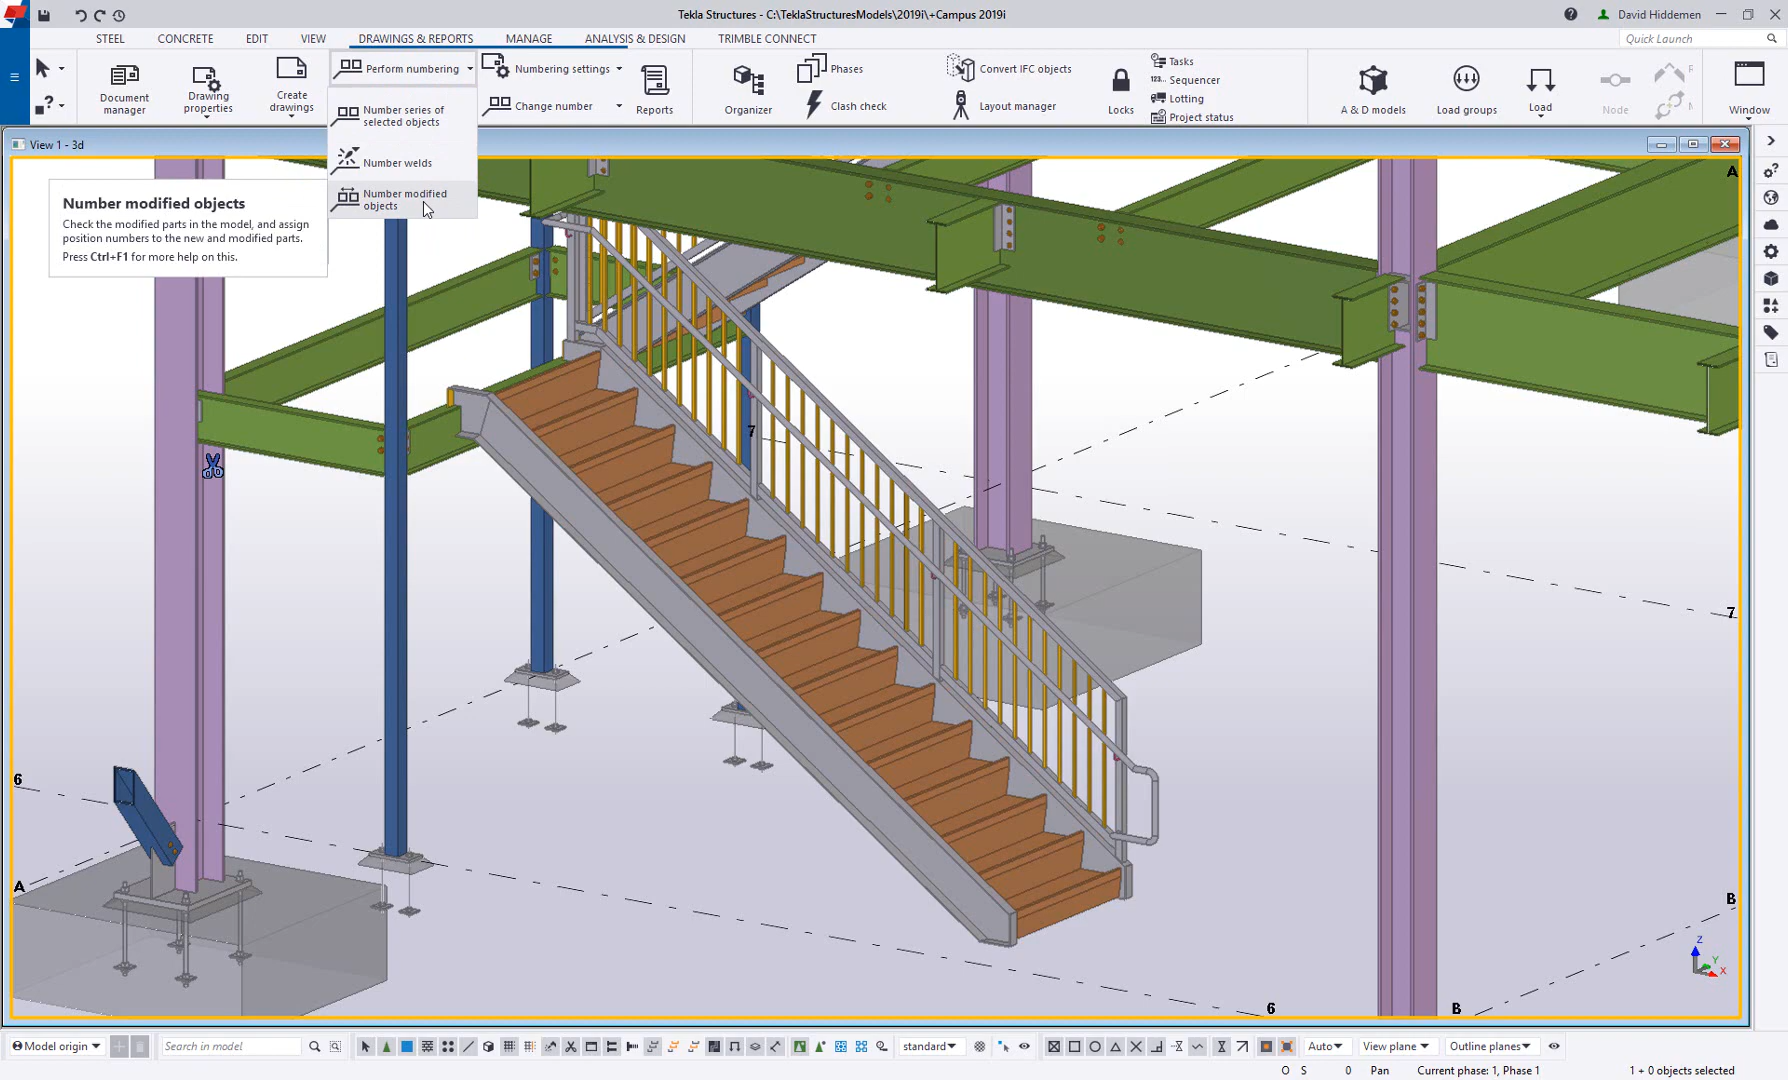 Tekla Structures - C:\TeklaStructuresModels\2019i\+Campus 2019i
David Hiddemen
STEEL
CONCRETE
EDIT
VIEW
DRAWINGS & REPORTS
MANAGE
ANALYSIS & DESIGN
TRIMBLE CONNECT
Quick Launch
Document manager
Drawing properties
Create drawings
Perform numbering
Numbering settings
Change number
Reports
Organizer
Phases
Clash check
Convert IFC objects
Layout manager
Locks
Tasks
123... Sequencer
Lotting
Project status
A & D models
Load groups
Load
Node
Window
Number series of
selected objects
Number welds
Number modified
objects
View 1 - 3d
Number modified objects
Check the modified parts in the model, and assign
position numbers to the new and modified parts.
Press Ctrl+F1 for more help on this.
A
7
7
6
A
B
6
B
Z
Y
X
Model origin
Search in model
standard
Auto
View plane
Outline planes
O S 0 Pan
Current phase: 1, Phase 1
1 + 0 objects selected